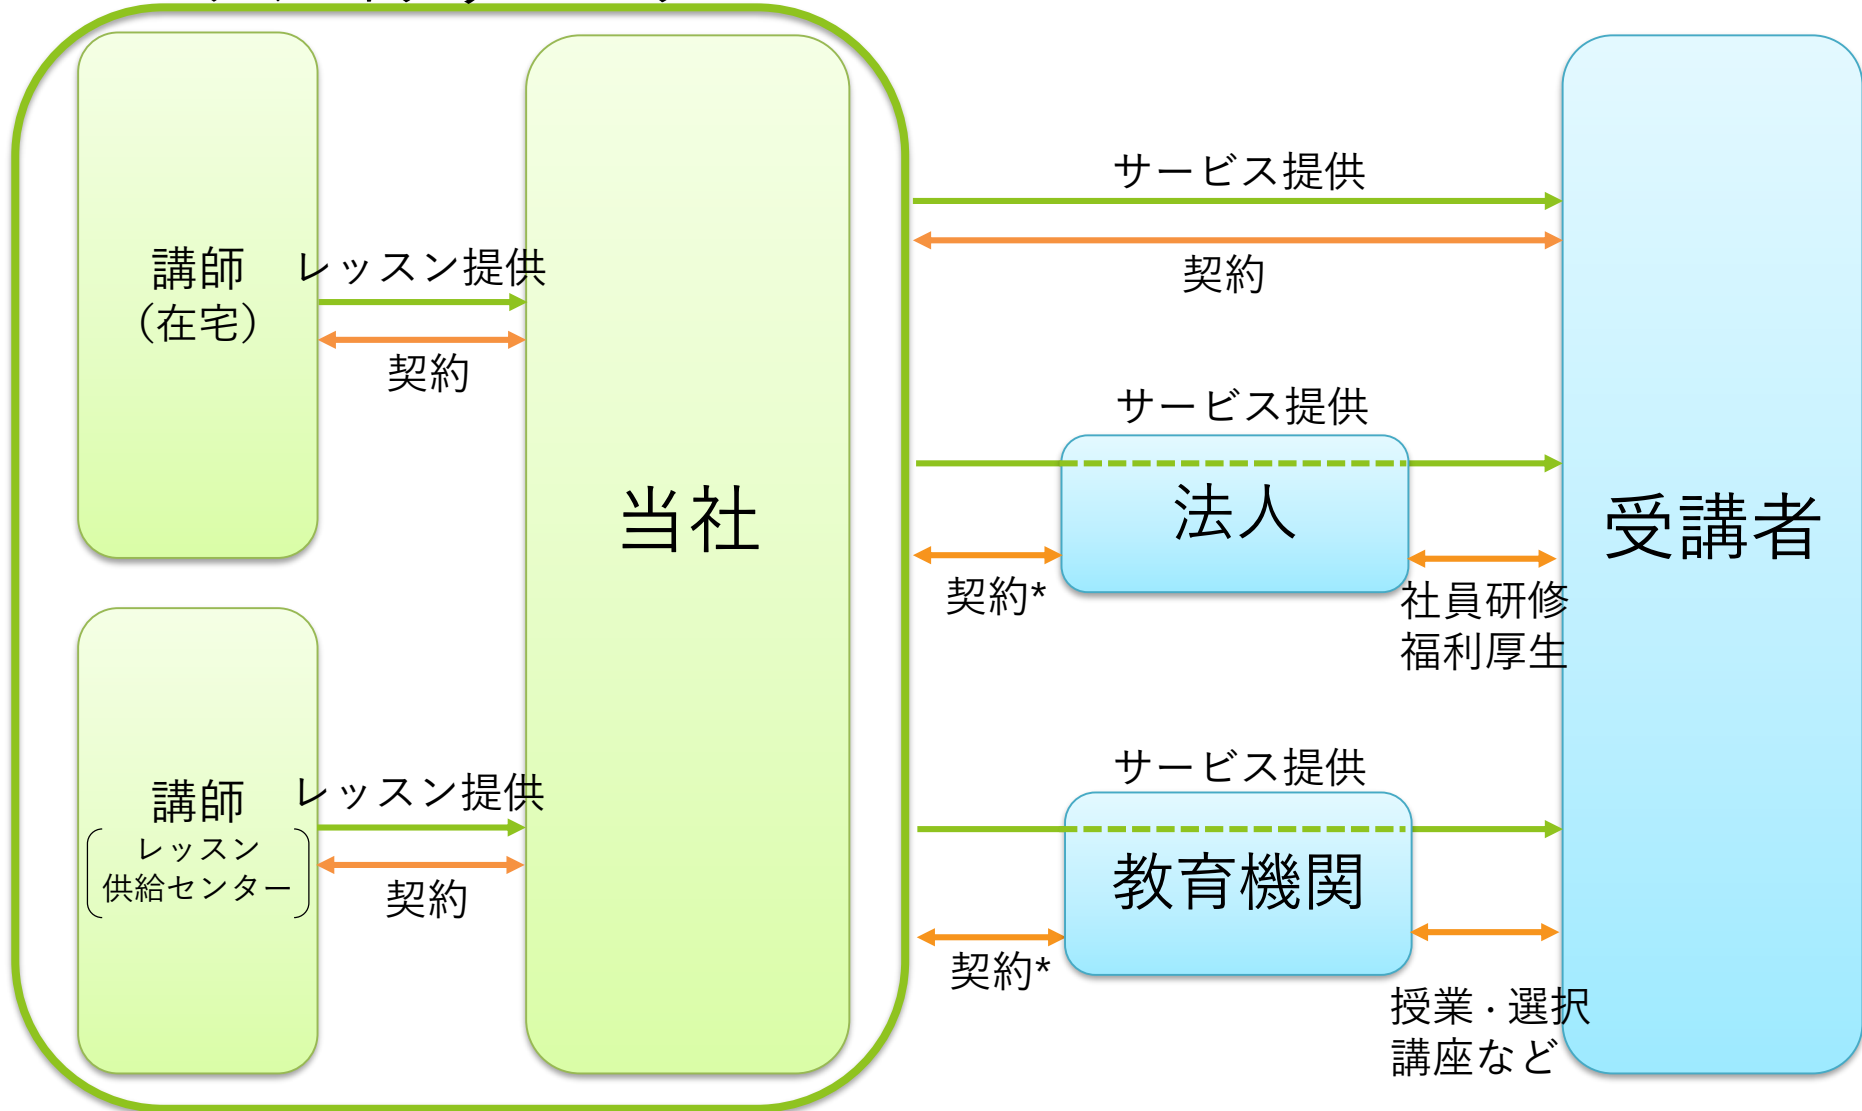 講師
（在宅）
レッスン提供
契約
講師
レッスン
供給センター
レッスン提供
契約
当社
サービス提供
契約
サービス提供
法人
契約*
社員研修
福利厚生
サービス提供
教育機関
契約*
授業・選択
講座など
受講者